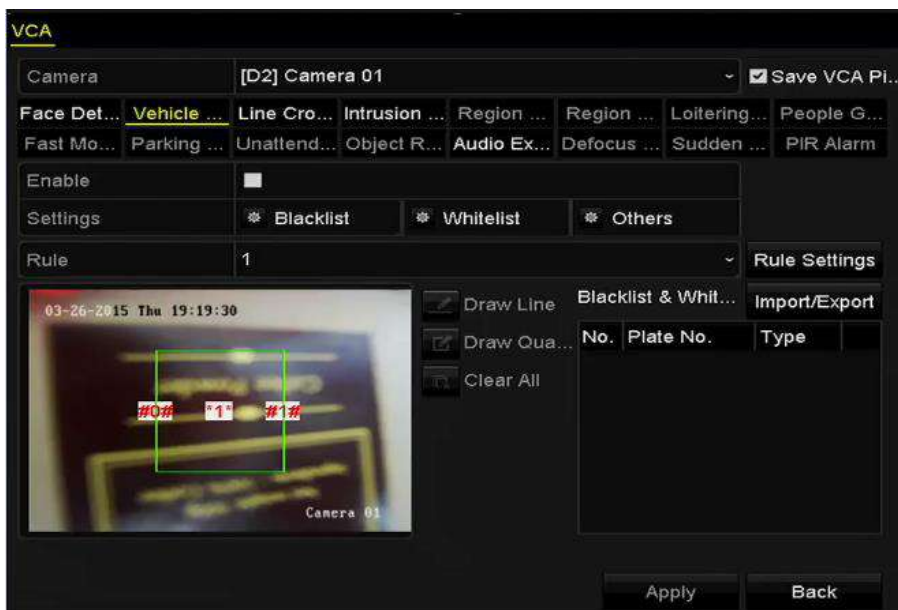 VCA
Camera [D2] Camera 01 Save VCA Pi...
Face Det... Vehicle ... Line Cro... Intrusion ... Region ... Region ... Loitering... People G...
Fast Mo... Parking ... Unattend... Object R... Audio Ex... Defocus ... Sudden ... PIR Alarm
Enable
Settings Blacklist Whitelist Others
Rule 1 Rule Settings
03-26-2015 Thu 19:19:30 Draw Line Blacklist & Whit... Import/Export
Draw Qua... No. Plate No. Type
Clear All
#0# *1* #1#
Camera 01
Apply Back